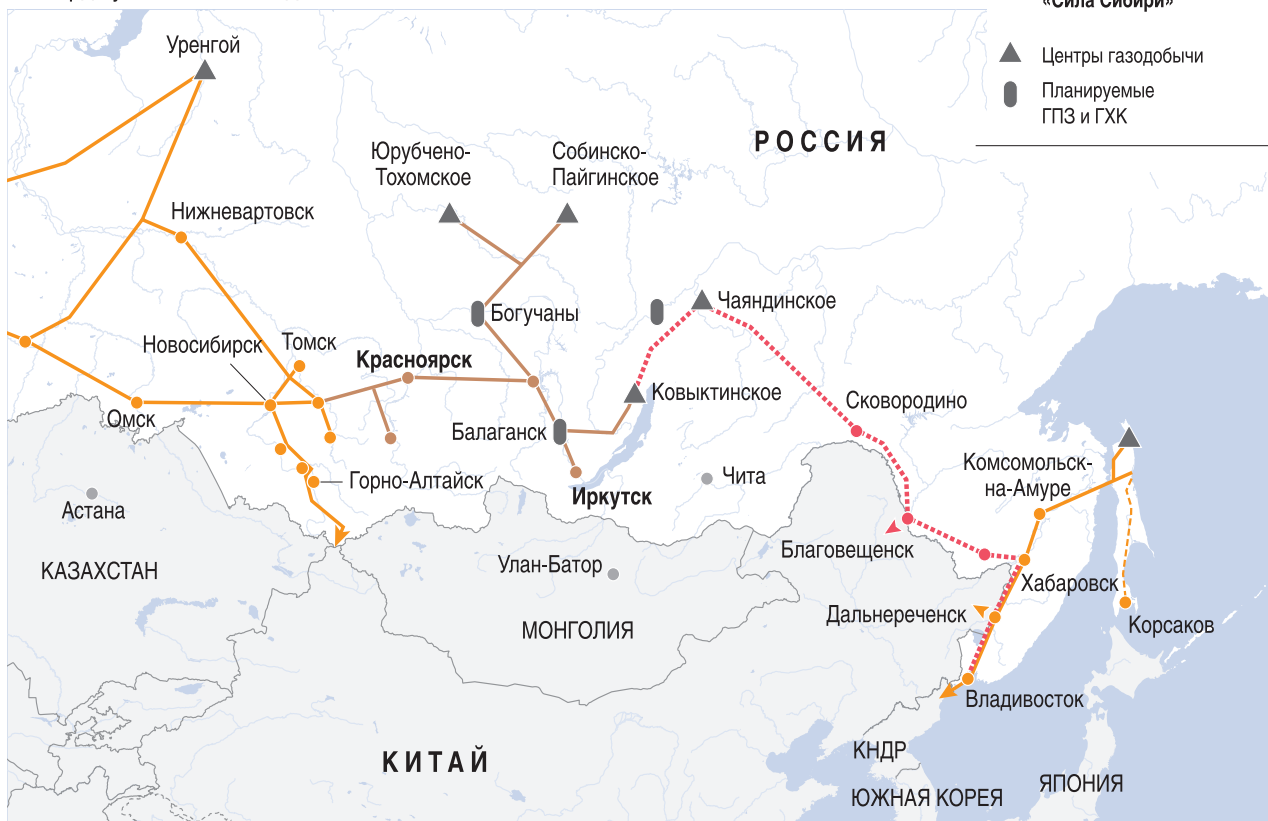 «Сила Сибири»
Центры газодобычи
Планируемые
ГПЗ и ГХК
Уренгой
РОССИЯ
Юрубчено-
Тохомское
Собинско-
Пайгинское
Нижневартовск
Чаяндинское
Богучаны
Новосибирск
Томск
Красноярск
Ковыктинское
Сковородино
Омск
Балаганск
Комсомольск-
на-Амуре
Горно-Алтайск
Чита
Иркутск
Астана
Благовещенск
Улан-Батор
КАЗАХСТАН
Хабаровск
Дальнереченск
МОНГОЛИЯ
Корсаков
Владивосток
КИТАЙ
КНДР
ЯПОНИЯ
ЮЖНАЯ КОРЕЯ